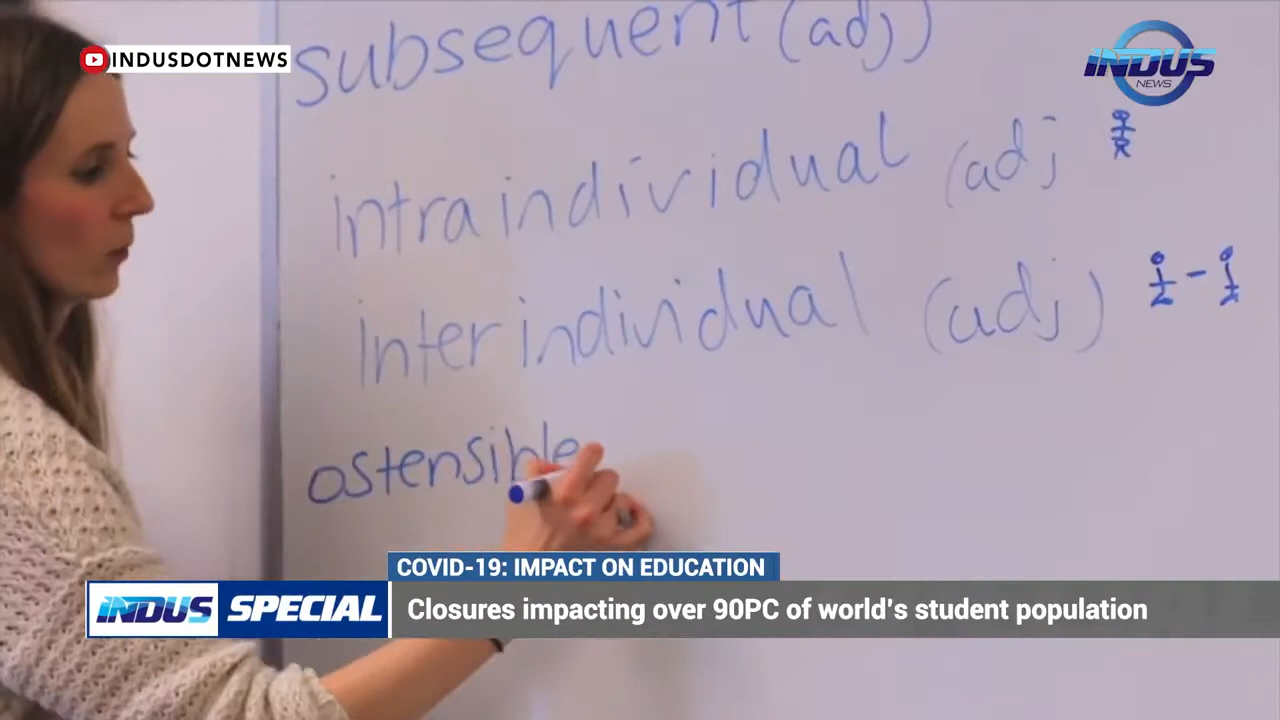 subsequent (adj)
INDUSDOTNEWS
INDUS
NEWS
intraindividual (adj
interindividual (adj)
ostensible
COVID-19: IMPACT ON EDUCATION
INDUS SPECIAL
Closures impacting over 90PC of world's student population